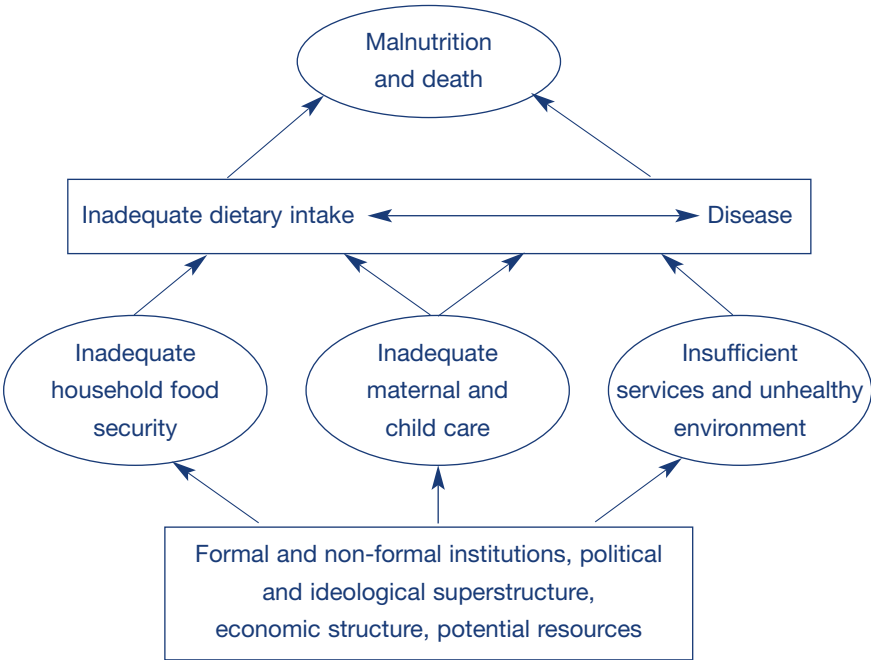 Malnutrition
and death
Inadequate dietary intake
Disease
Inadequate
household food
security
Inadequate
maternal and
child care
Insufficient
services and unhealthy
environment
Formal and non-formal institutions, political
and ideological superstructure,
economic structure, potential resources